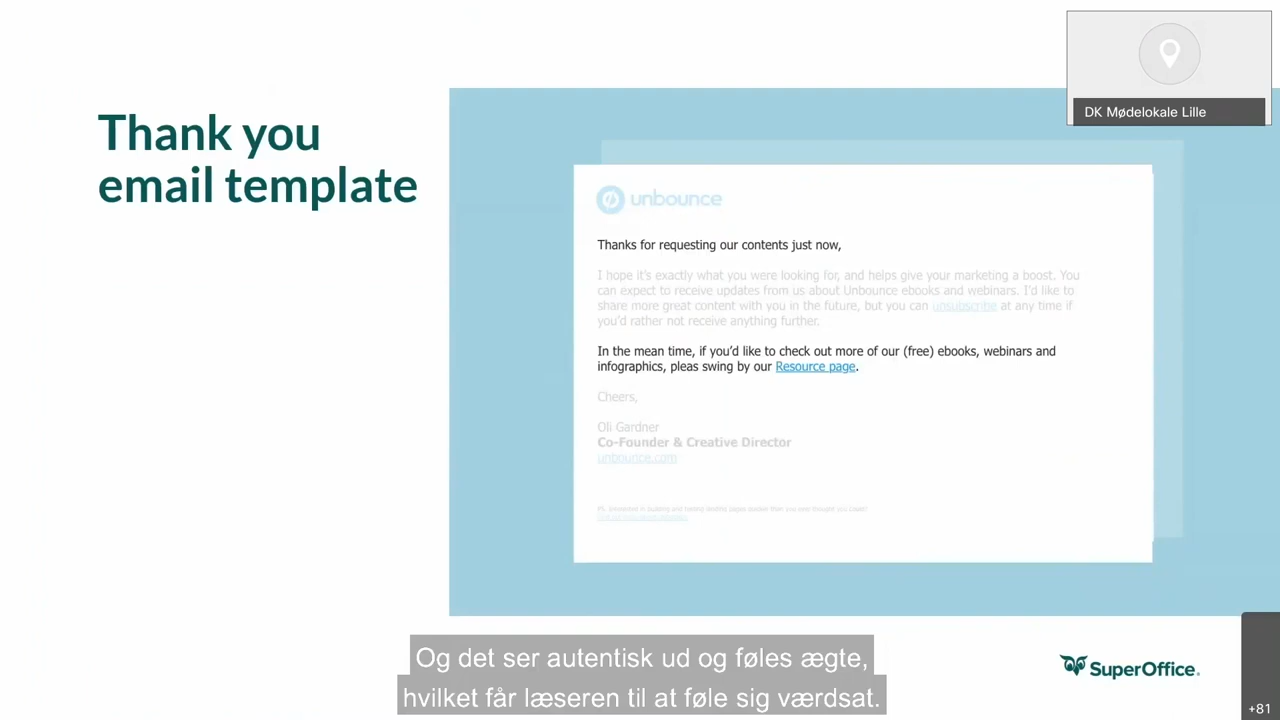 DK Mødelokale Lille
Thank you
email template
unbounce
Thanks for requesting our contents just now,
I hope it's exactly what you were looking for, and helps give your marketing a boost. You
can expect to receive updates from us about Unbounce ebooks and webinars. I'd like to
share more great content with you in the future, but you can unsubscribe at any time if
you'd rather not receive anything further.
In the mean time, if you'd like to check out more of our (free) ebooks, webinars and
infographics, pleas swing by our Resource page.
Cheers,
Oli Gardner
Co-Founder & Creative Director
unbounce.com
Og det ser autentisk ud og føles ægte,
hvilket får læseren til at føle sig værdsat.
SuperOffice.
+81